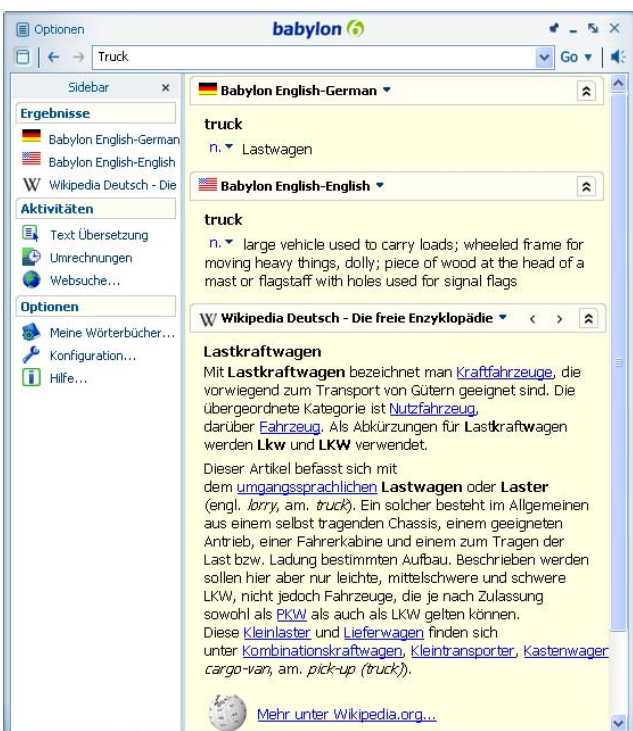 Optionen
babylon 6
Truck
Go
Sidebar x
Ergebnisse
Babylon English-German
Babylon English-English
Wikipedia Deutsch - Die
Aktivitäten
Text Übersetzung
Umrechnungen
Websuche...
Optionen
Meine Wörterbücher...
Konfiguration...
Hilfe...
Babylon English-German
truck
n. Lastwagen
Babylon English-English
truck
n. large vehicle used to carry loads; wheeled frame for
moving heavy things, dolly; piece of wood at the head of a
mast or flagstaff with holes used for signal flags
W Wikipedia Deutsch - Die freie Enzyklopädie
Lastkraftwagen
Mit Lastkraftwagen bezeichnet man Kraftfahrzeuge, die
vorwiegend zum Transport von Gütern geeignet sind. Die
übergeordnete Kategorie ist Nutzfahrzeug,
darüber Fahrzeug. Als Abkürzungen für Lastkraftwagen
werden Lkw und LKW verwendet.
Dieser Artikel befasst sich mit
dem umgangssprachlichen Lastwagen oder Laster
(engl. lorry, am. truck). Ein solcher besteht im Allgemeinen
aus einem selbst tragenden Chassis, einem geeigneten
Antrieb, einer Fahrerkabine und einem zum Tragen der
Last bzw. Ladung bestimmten Aufbau. Beschrieben werden
sollen hier aber nur leichte, mittelschwere und schwere
LKW, nicht jedoch Fahrzeuge, die je nach Zulassung
sowohl als PKW als auch als LKW gelten können.
Diese Kleinlaster und Lieferwagen finden sich
unter Kombinationskraftwagen, Kleintransporter, Kastenwagen
cargo-van, am. pick-up (truck)).
Mehr unter Wikipedia.org...